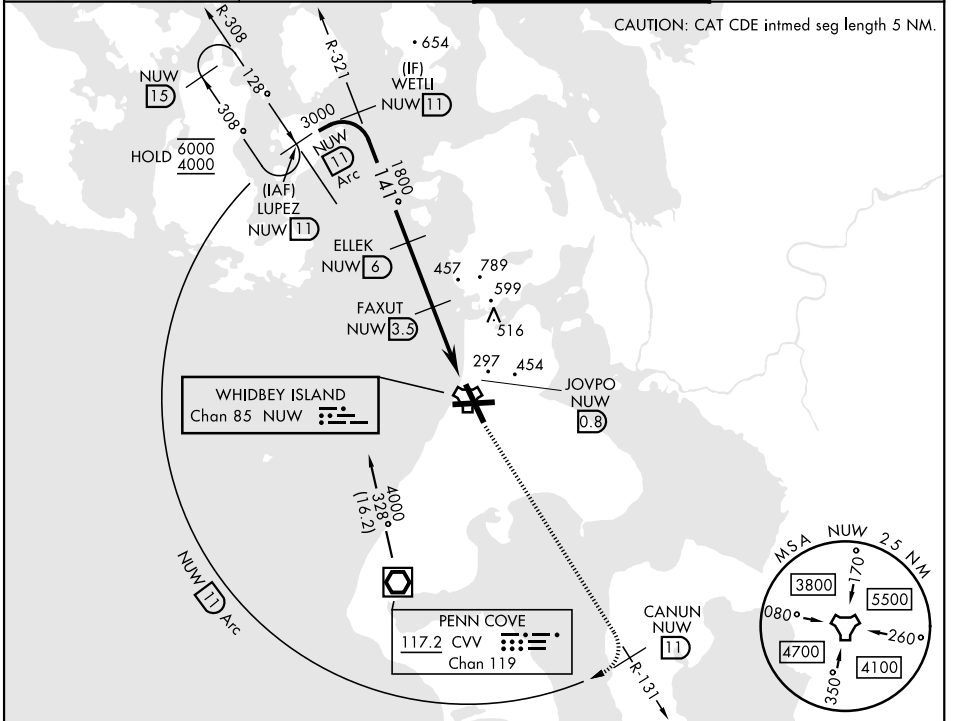 CAUTION: CAT CDE intmed seg length 5 NM.
R-308
R-321
654
(IF)
WETLI
NUW 11
NUW
15
128°
308°
3000
NUW
11
Arc
HOLD 6000
4000
(IAF)
LUPEZ
NUW 11
1800
141°
ELLEK
NUW 6
457
789
599
516
FAXUT
NUW 3.5
297
454
JOVPO
NUW
0.8
WHIDBEY ISLAND
Chan 85 NUW
4000
328°
(16.2)
NUW 11 Arc
PENN COVE
117.2 CVV
Chan 119
CANUN
NUW
11
R-131
MSA NUW 25 NM
3800
170°
5500
080°
260°
4700
4100
350°